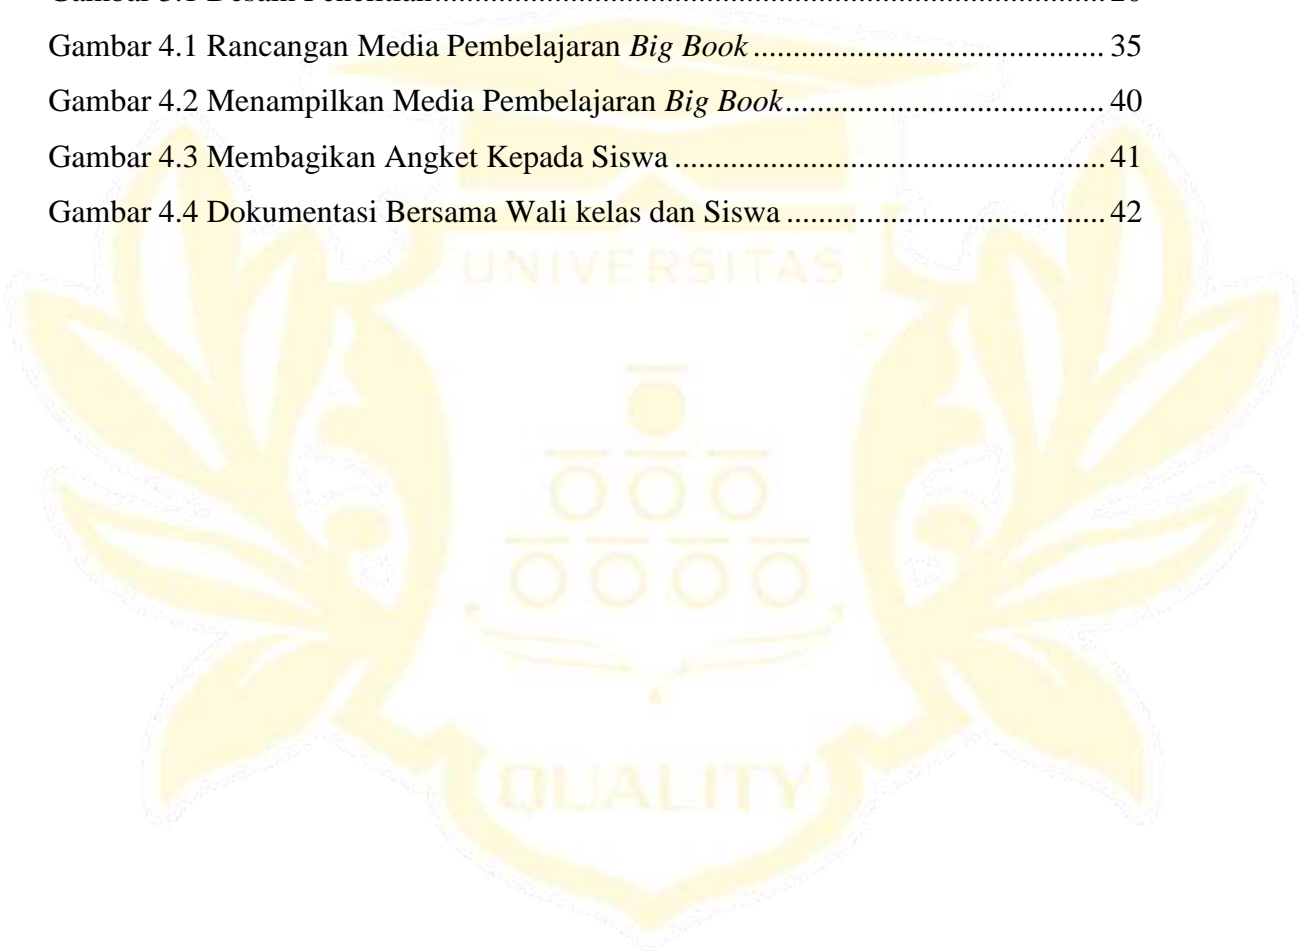 Gambar 4.1 Rancangan Media Pembelajaran Big Book .......................................... 35
Gambar 4.2 Menampilkan Media Pembelajaran Big Book ...................................... 40
Gambar 4.3 Membagikan Angket Kepada Siswa .................................................... 41
Gambar 4.4 Dokumentasi Bersama Wali kelas dan Siswa ...................................... 42
UNIVERSITAS
QUALITY